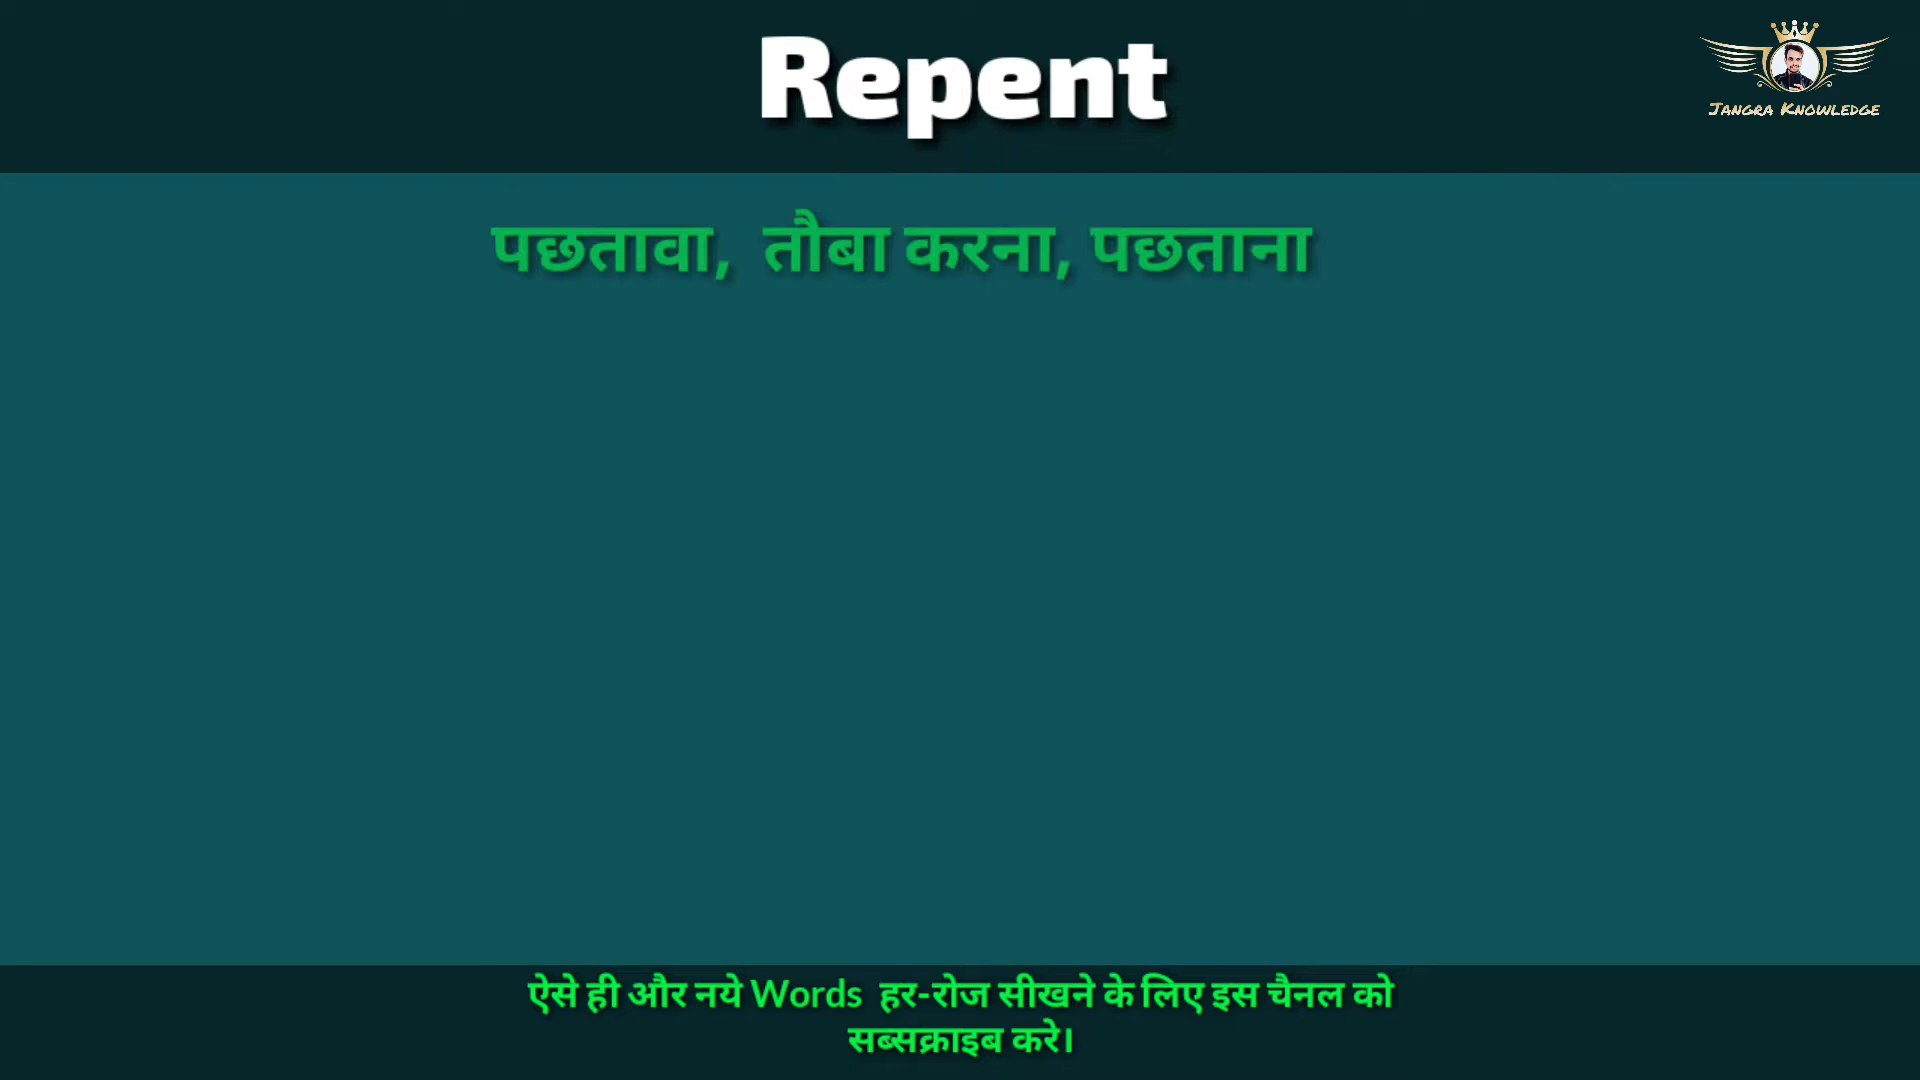 Repent
JANGRA KNOWLEDGE
पछतावा, तौबा करना, पछताना
ऐसे ही और नये Words हर-रोज सीखने के लिए इस चैनल को
सब्सक्राइब करे।